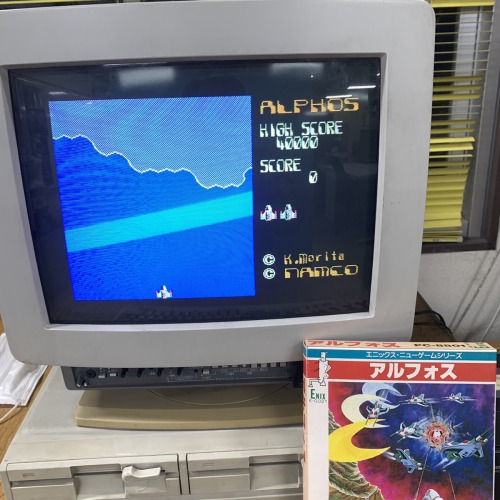 ALPHOS
HIGH SCORE
40000
SCORE
0
© K.Morita
© NAMCO
アルフォス PC-8801
エニックス・ニューゲームシリーズ
アルフォス
ENIX